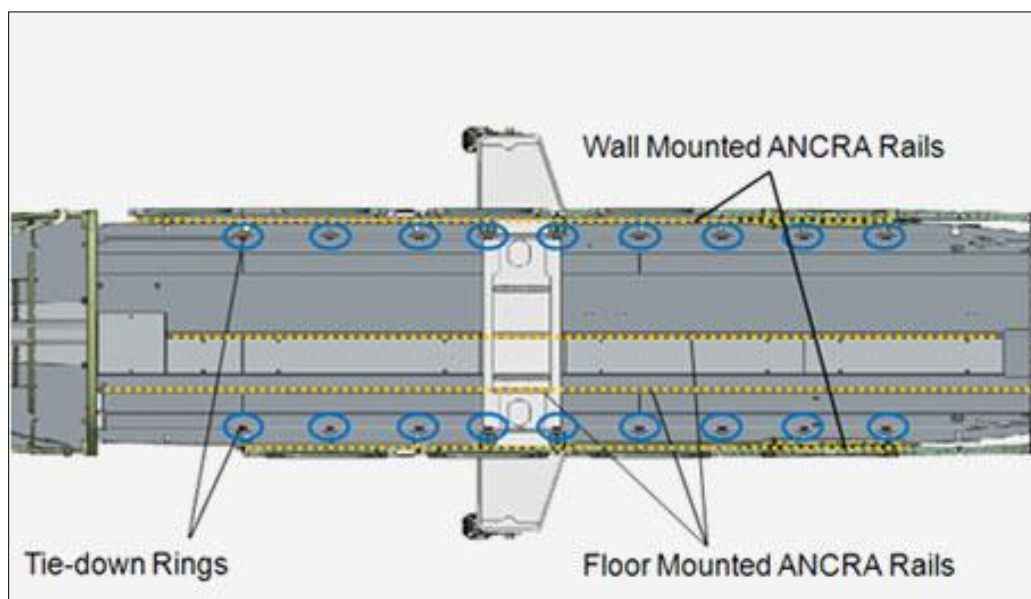 Wall Mounted ANCRA Rails
Tie-down Rings
Floor Mounted ANCRA Rails